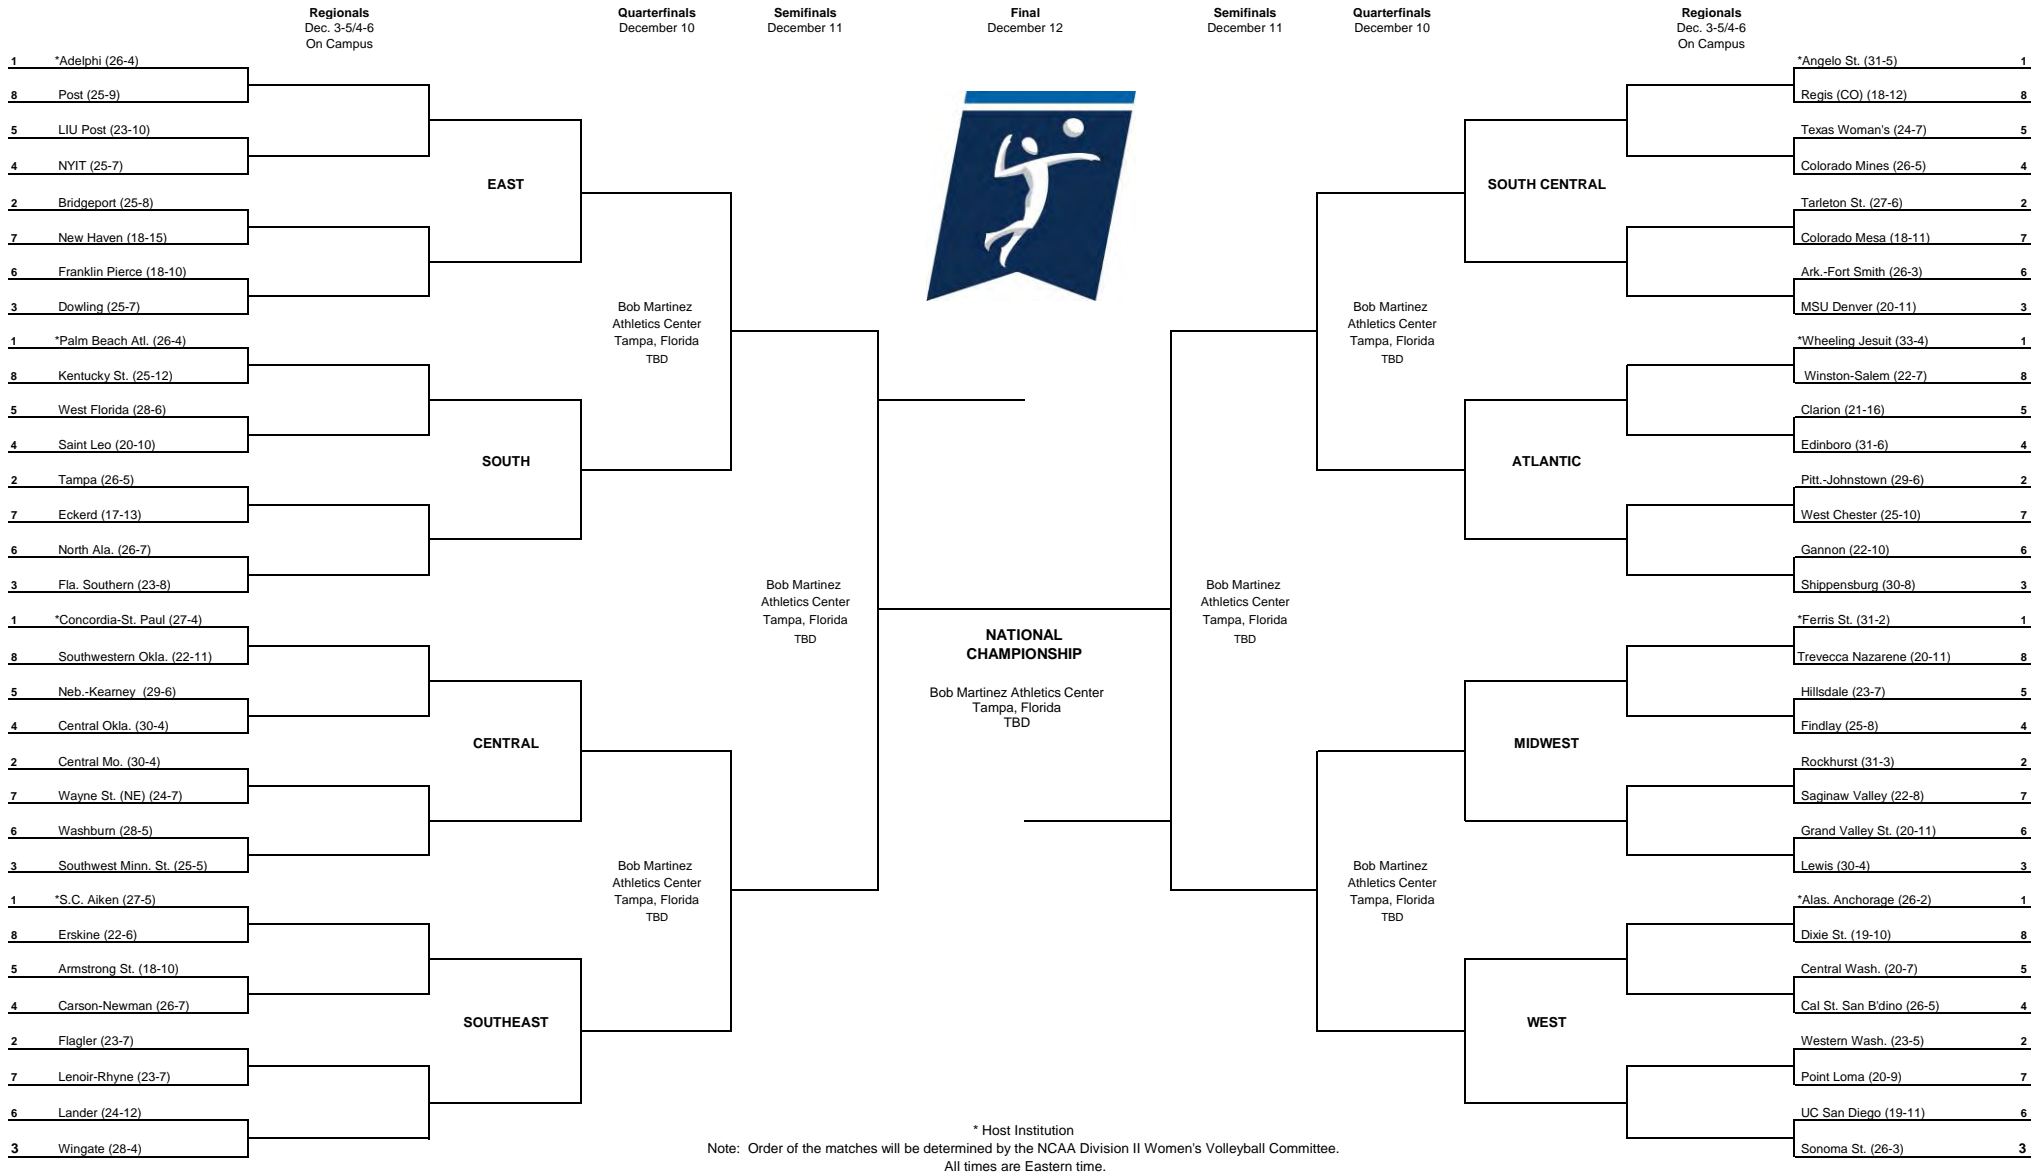 Regionals
Dec. 3-5/4-6
On Campus
Quarterfinals
December 10
Semifinals
December 11
Final
December 12
Semifinals
December 11
Quarterfinals
December 10
Regionals
Dec. 3-5/4-6
On Campus
1 *Adelphi (26-4)
8 Post (25-9)
5 LIU Post (23-10)
4 NYIT (25-7)
EAST
2 Bridgeport (25-8)
7 New Haven (18-15)
6 Franklin Pierce (18-10)
3 Dowling (25-7)
1 *Palm Beach Atl. (26-4)
8 Kentucky St. (25-12)
5 West Florida (28-6)
4 Saint Leo (20-10)
SOUTH
2 Tampa (26-5)
7 Eckerd (17-13)
6 North Ala. (26-7)
3 Fla. Southern (23-8)
1 *Concordia-St. Paul (27-4)
8 Southwestern Okla. (22-11)
5 Neb.-Kearney (29-6)
4 Central Okla. (30-4)
CENTRAL
2 Central Mo. (30-4)
7 Wayne St. (NE) (24-7)
6 Washburn (28-5)
3 Southwest Minn. St. (25-5)
1 *S.C. Aiken (27-5)
8 Erskine (22-6)
5 Armstrong St. (18-10)
4 Carson-Newman (26-7)
SOUTHEAST
2 Flagler (23-7)
7 Lenoir-Rhyne (23-7)
6 Lander (24-12)
3 Wingate (28-4)
Bob Martinez
Athletics Center
Tampa, Florida
TBD
Bob Martinez
Athletics Center
Tampa, Florida
TBD
Bob Martinez
Athletics Center
Tampa, Florida
TBD
NATIONAL
CHAMPIONSHIP
Bob Martinez Athletics Center
Tampa, Florida
TBD
Bob Martinez
Athletics Center
Tampa, Florida
TBD
Bob Martinez
Athletics Center
Tampa, Florida
TBD
Bob Martinez
Athletics Center
Tampa, Florida
TBD
*Angelo St. (31-5) 1
Regis (CO) (18-12) 8
Texas Woman's (24-7) 5
Colorado Mines (26-5) 4
SOUTH CENTRAL
Tarleton St. (27-6) 2
Colorado Mesa (18-11) 7
Ark.-Fort Smith (26-3) 6
MSU Denver (20-11) 3
*Wheeling Jesuit (33-4) 1
Winston-Salem (22-7) 8
Clarion (21-16) 5
Edinboro (31-6) 4
ATLANTIC
Pitt.-Johnstown (29-6) 2
West Chester (25-10) 7
Gannon (22-10) 6
Shippensburg (30-8) 3
*Ferris St. (31-2) 1
Trevecca Nazarene (20-11) 8
Hillsdale (23-7) 5
Findlay (25-8) 4
MIDWEST
Rockhurst (31-3) 2
Saginaw Valley (22-8) 7
Grand Valley St. (20-11) 6
Lewis (30-4) 3
*Alas. Anchorage (26-2) 1
Dixie St. (19-10) 8
Central Wash. (20-7) 5
Cal St. San B'dino (26-5) 4
WEST
Western Wash. (23-5) 2
Point Loma (20-9) 7
UC San Diego (19-11) 6
Sonoma St. (26-3) 3
* Host Institution
Note: Order of the matches will be determined by the NCAA Division II Women's Volleyball Committee.
All times are Eastern time.